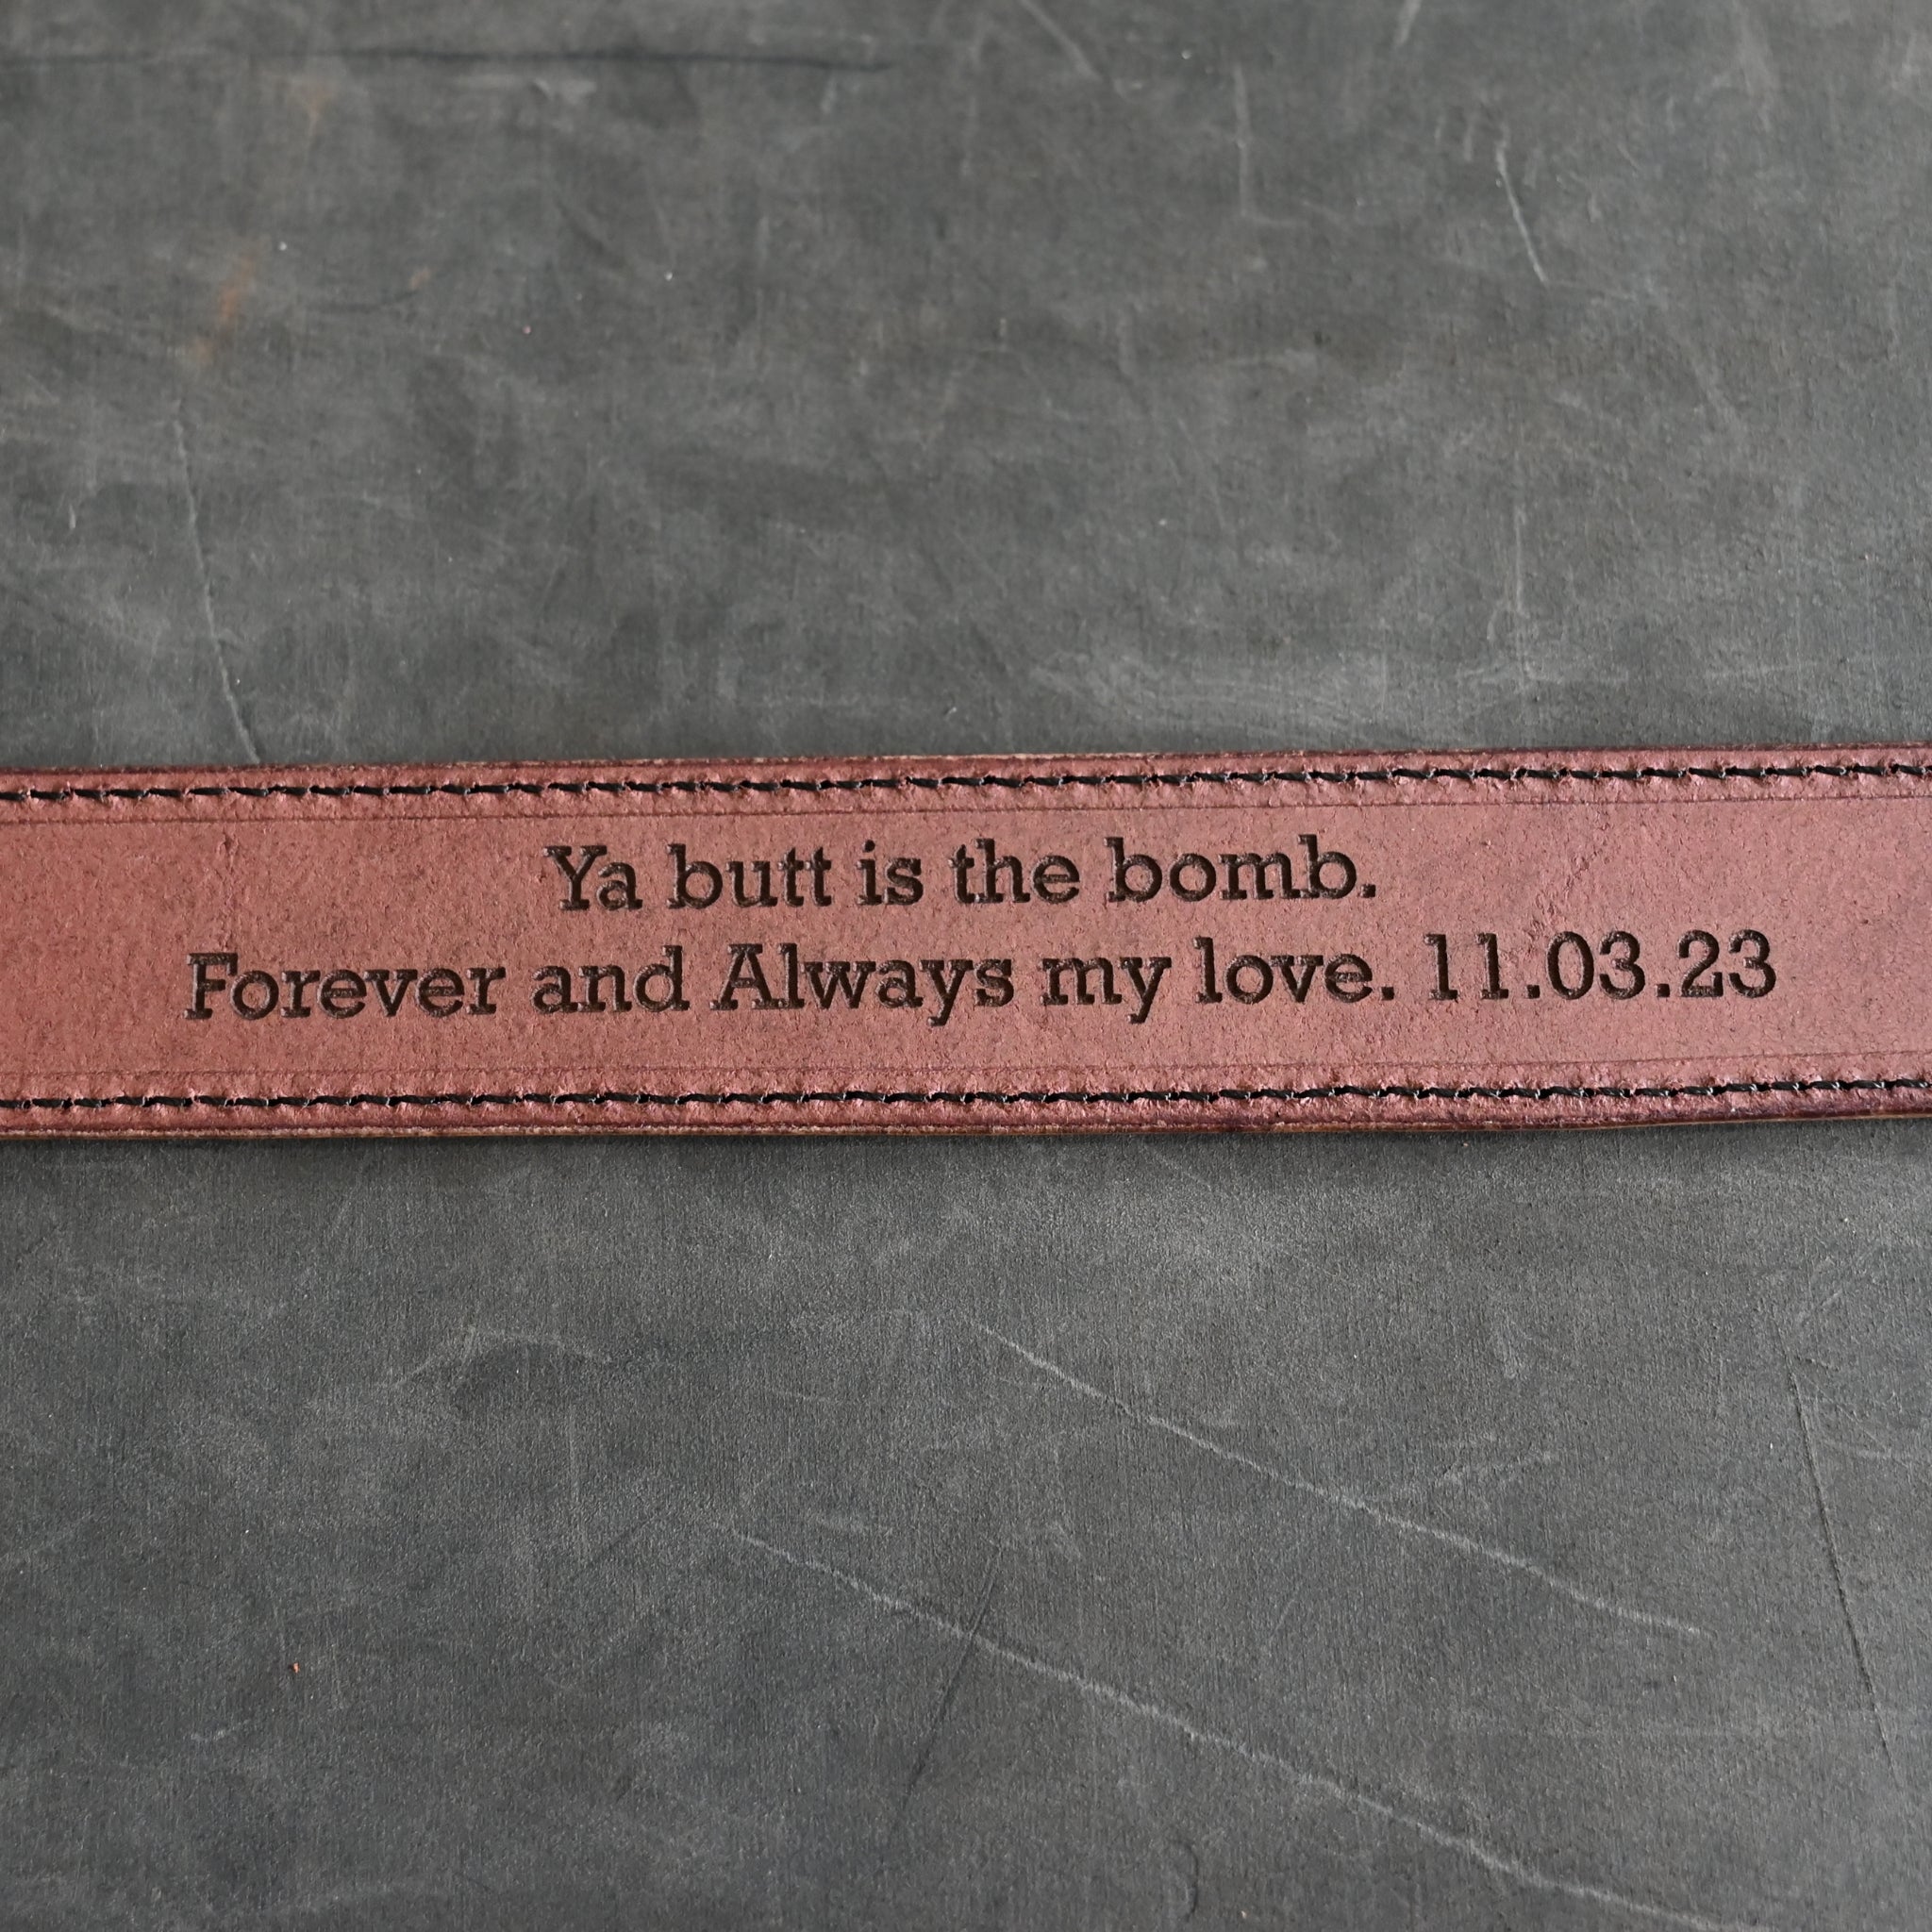 Ya butt is the bomb.
Forever and Always my love. 11.03.23